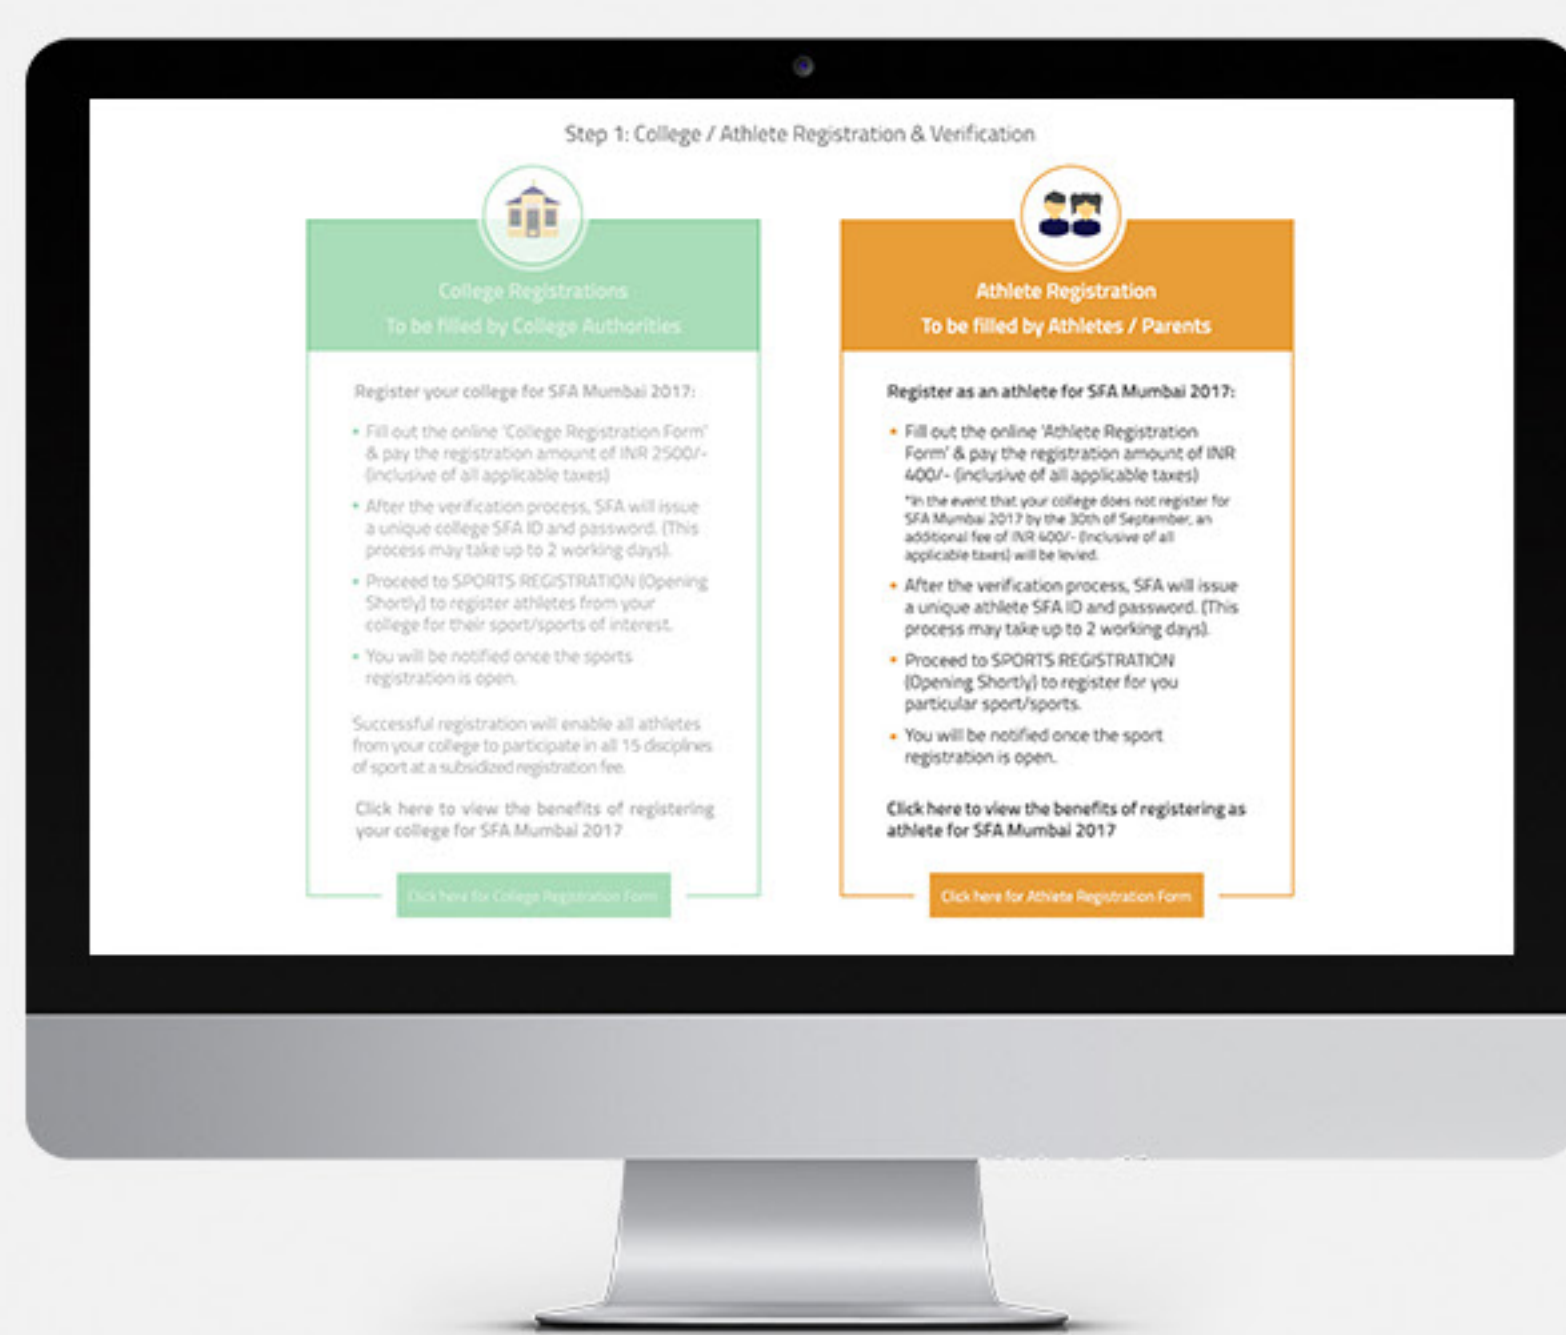 Step 1: College / Athlete Registration & Verification
College Registrations
To be filled by College Authorities
Register your college for SFA Mumbai 2017:
• Fill out the online 'College Registration Form'
& pay the registration amount of INR 2500/-
(inclusive of all applicable taxes)
• After the verification process, SFA will issue
a unique college SFA ID and password. (This
process may take up to 2 working days).
• Proceed to SPORTS REGISTRATION (Opening
Shortly) to register athletes from your
college for their sport/sports of interest.
• You will be notified once the sports
registration is open.
Successful registration will enable all athletes
from your college to participate in all 15 disciplines
of sport at a subsidized registration fee.
Click here to view the benefits of registering
your college for SFA Mumbai 2017
Click here for College Registration Form
Athlete Registration
To be filled by Athletes / Parents
Register as an athlete for SFA Mumbai 2017:
• Fill out the online 'Athlete Registration
Form' & pay the registration amount of INR
400/- (inclusive of all applicable taxes)
*In the event that your college does not register for
SFA Mumbai 2017 by the 30th of September, an
additional fee of INR 400/- (Inclusive of all
applicable taxes) will be levied.
• After the verification process, SFA will issue
a unique athlete SFA ID and password. (This
process may take up to 2 working days).
• Proceed to SPORTS REGISTRATION
(Opening Shortly) to register for you
particular sport/sports.
• You will be notified once the sport
registration is open.
Click here to view the benefits of registering as
athlete for SFA Mumbai 2017
Click here for Athlete Registration Form